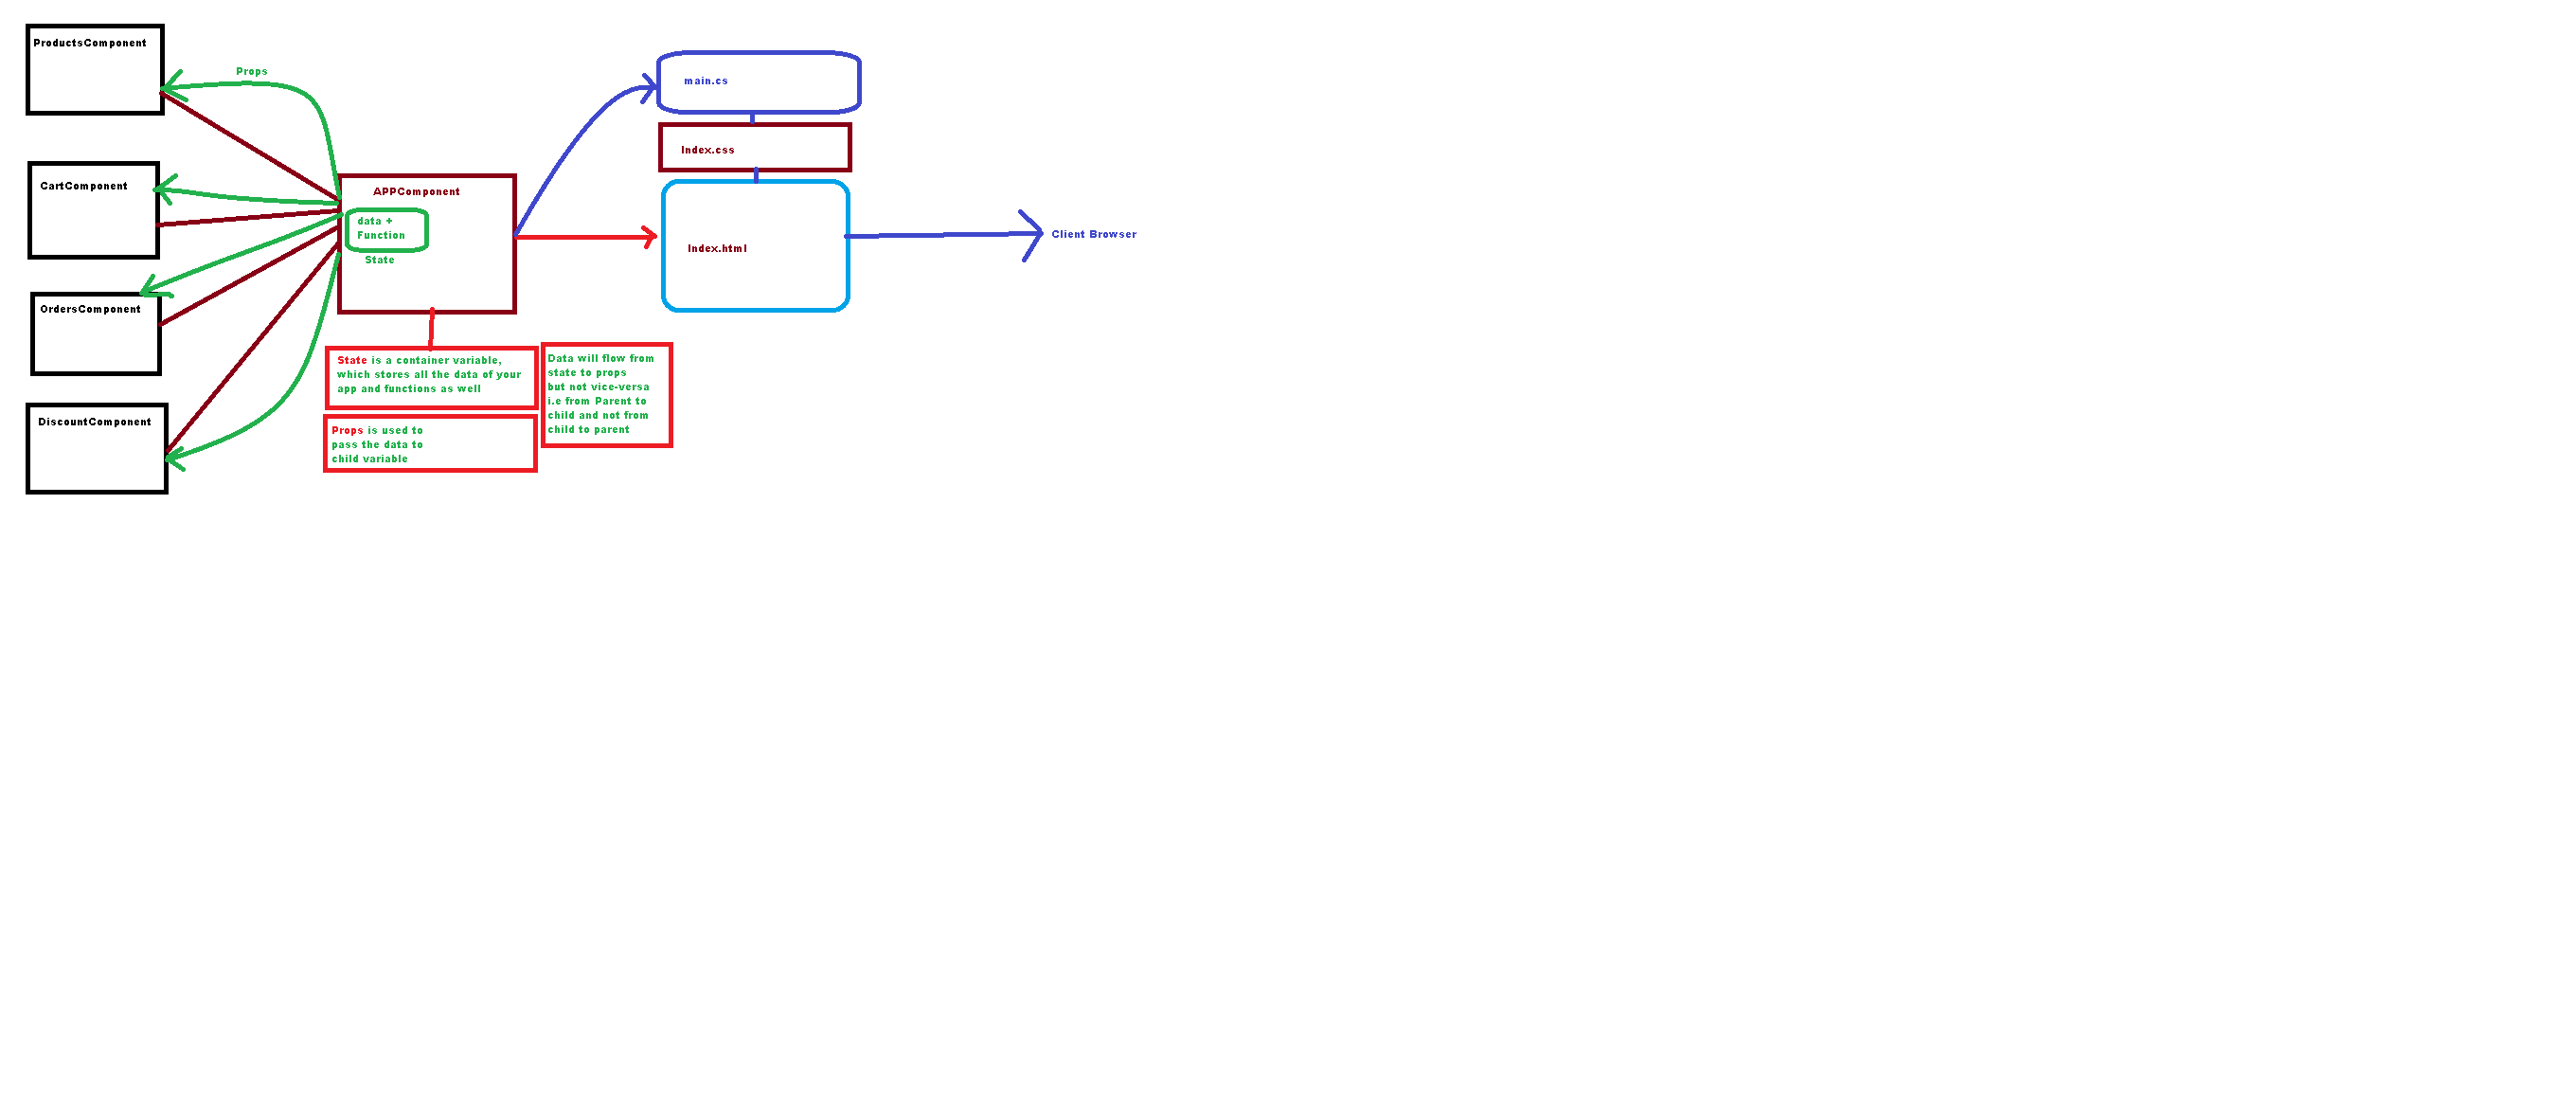 ProductsComponent
Props
CartComponent
OrdersComponent
DiscountComponent
APPComponent
data +
Function
State
State is a container variable,
which stores all the data of your
app and functions as well
Props is used to
pass the data to
child variable
Data will flow from
state to props
but not vice-versa
i.e from Parent to
child and not from
child to parent
main.cs
Index.css
Index.html
Client Browser